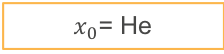 x₀= He